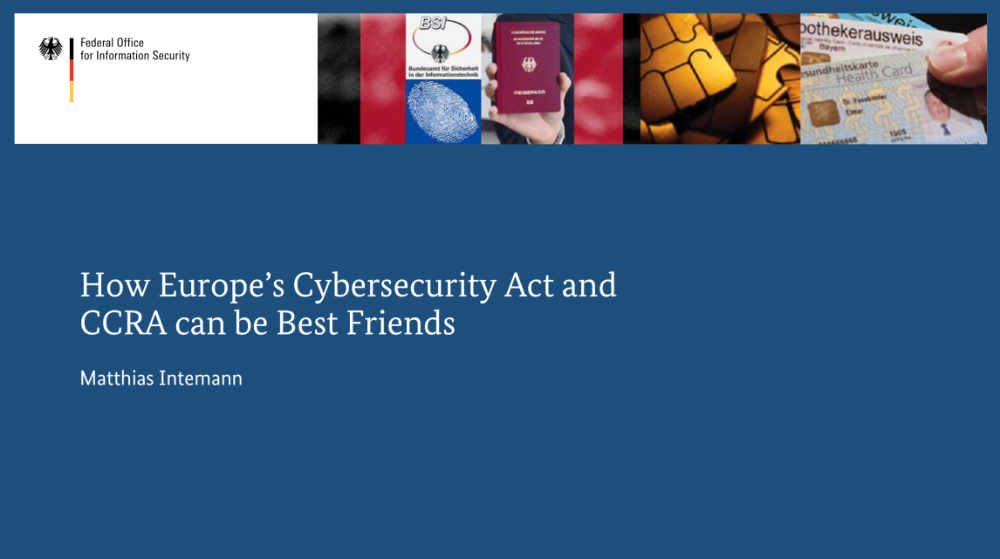 Federal Office
for Information Security
BSI
Bundesamt für Sicherheit
in der Informationstechnik
REISEPASS
othekerausweis
Bayern
sundheitskarte
Health Card
How Europe’s Cybersecurity Act and
CCRA can be Best Friends
Matthias Intemann